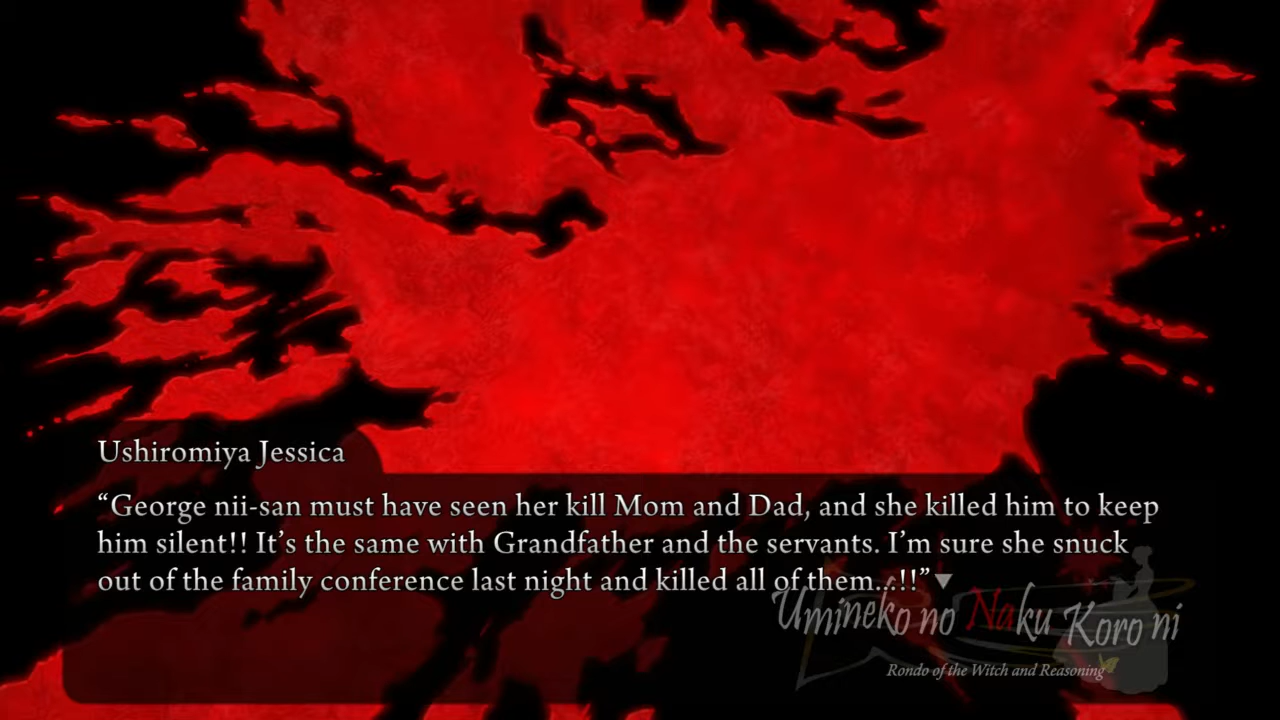 Ushiromiya Jessica
“George nii-san must have seen her kill Mom and Dad, and she killed him to keep
him silent!! It’s the same with Grandfather and the servants. I’m sure she snuck
out of the family conference last night and killed all of them...!!”▼
Umineko no Naku Koro ni
Rondo of the Witch and Reasoning